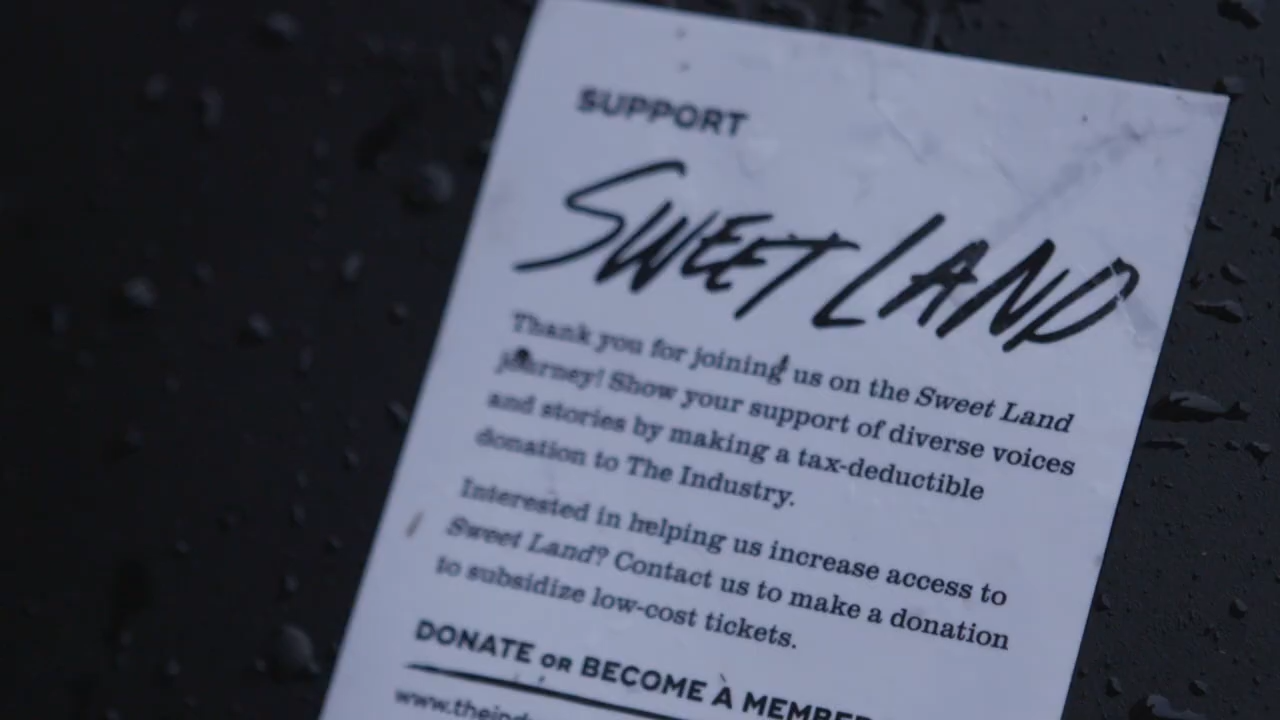 SUPPORT
SWEET LAND
Thank you for joining us on the Sweet Land
journey! Show your support of diverse voices
and stories by making a tax-deductible
donation to The Industry.
Interested in helping us increase access to
Sweet Land? Contact us to make a donation
to subsidize low-cost tickets.
DONATE OR BECOME A MEMBER